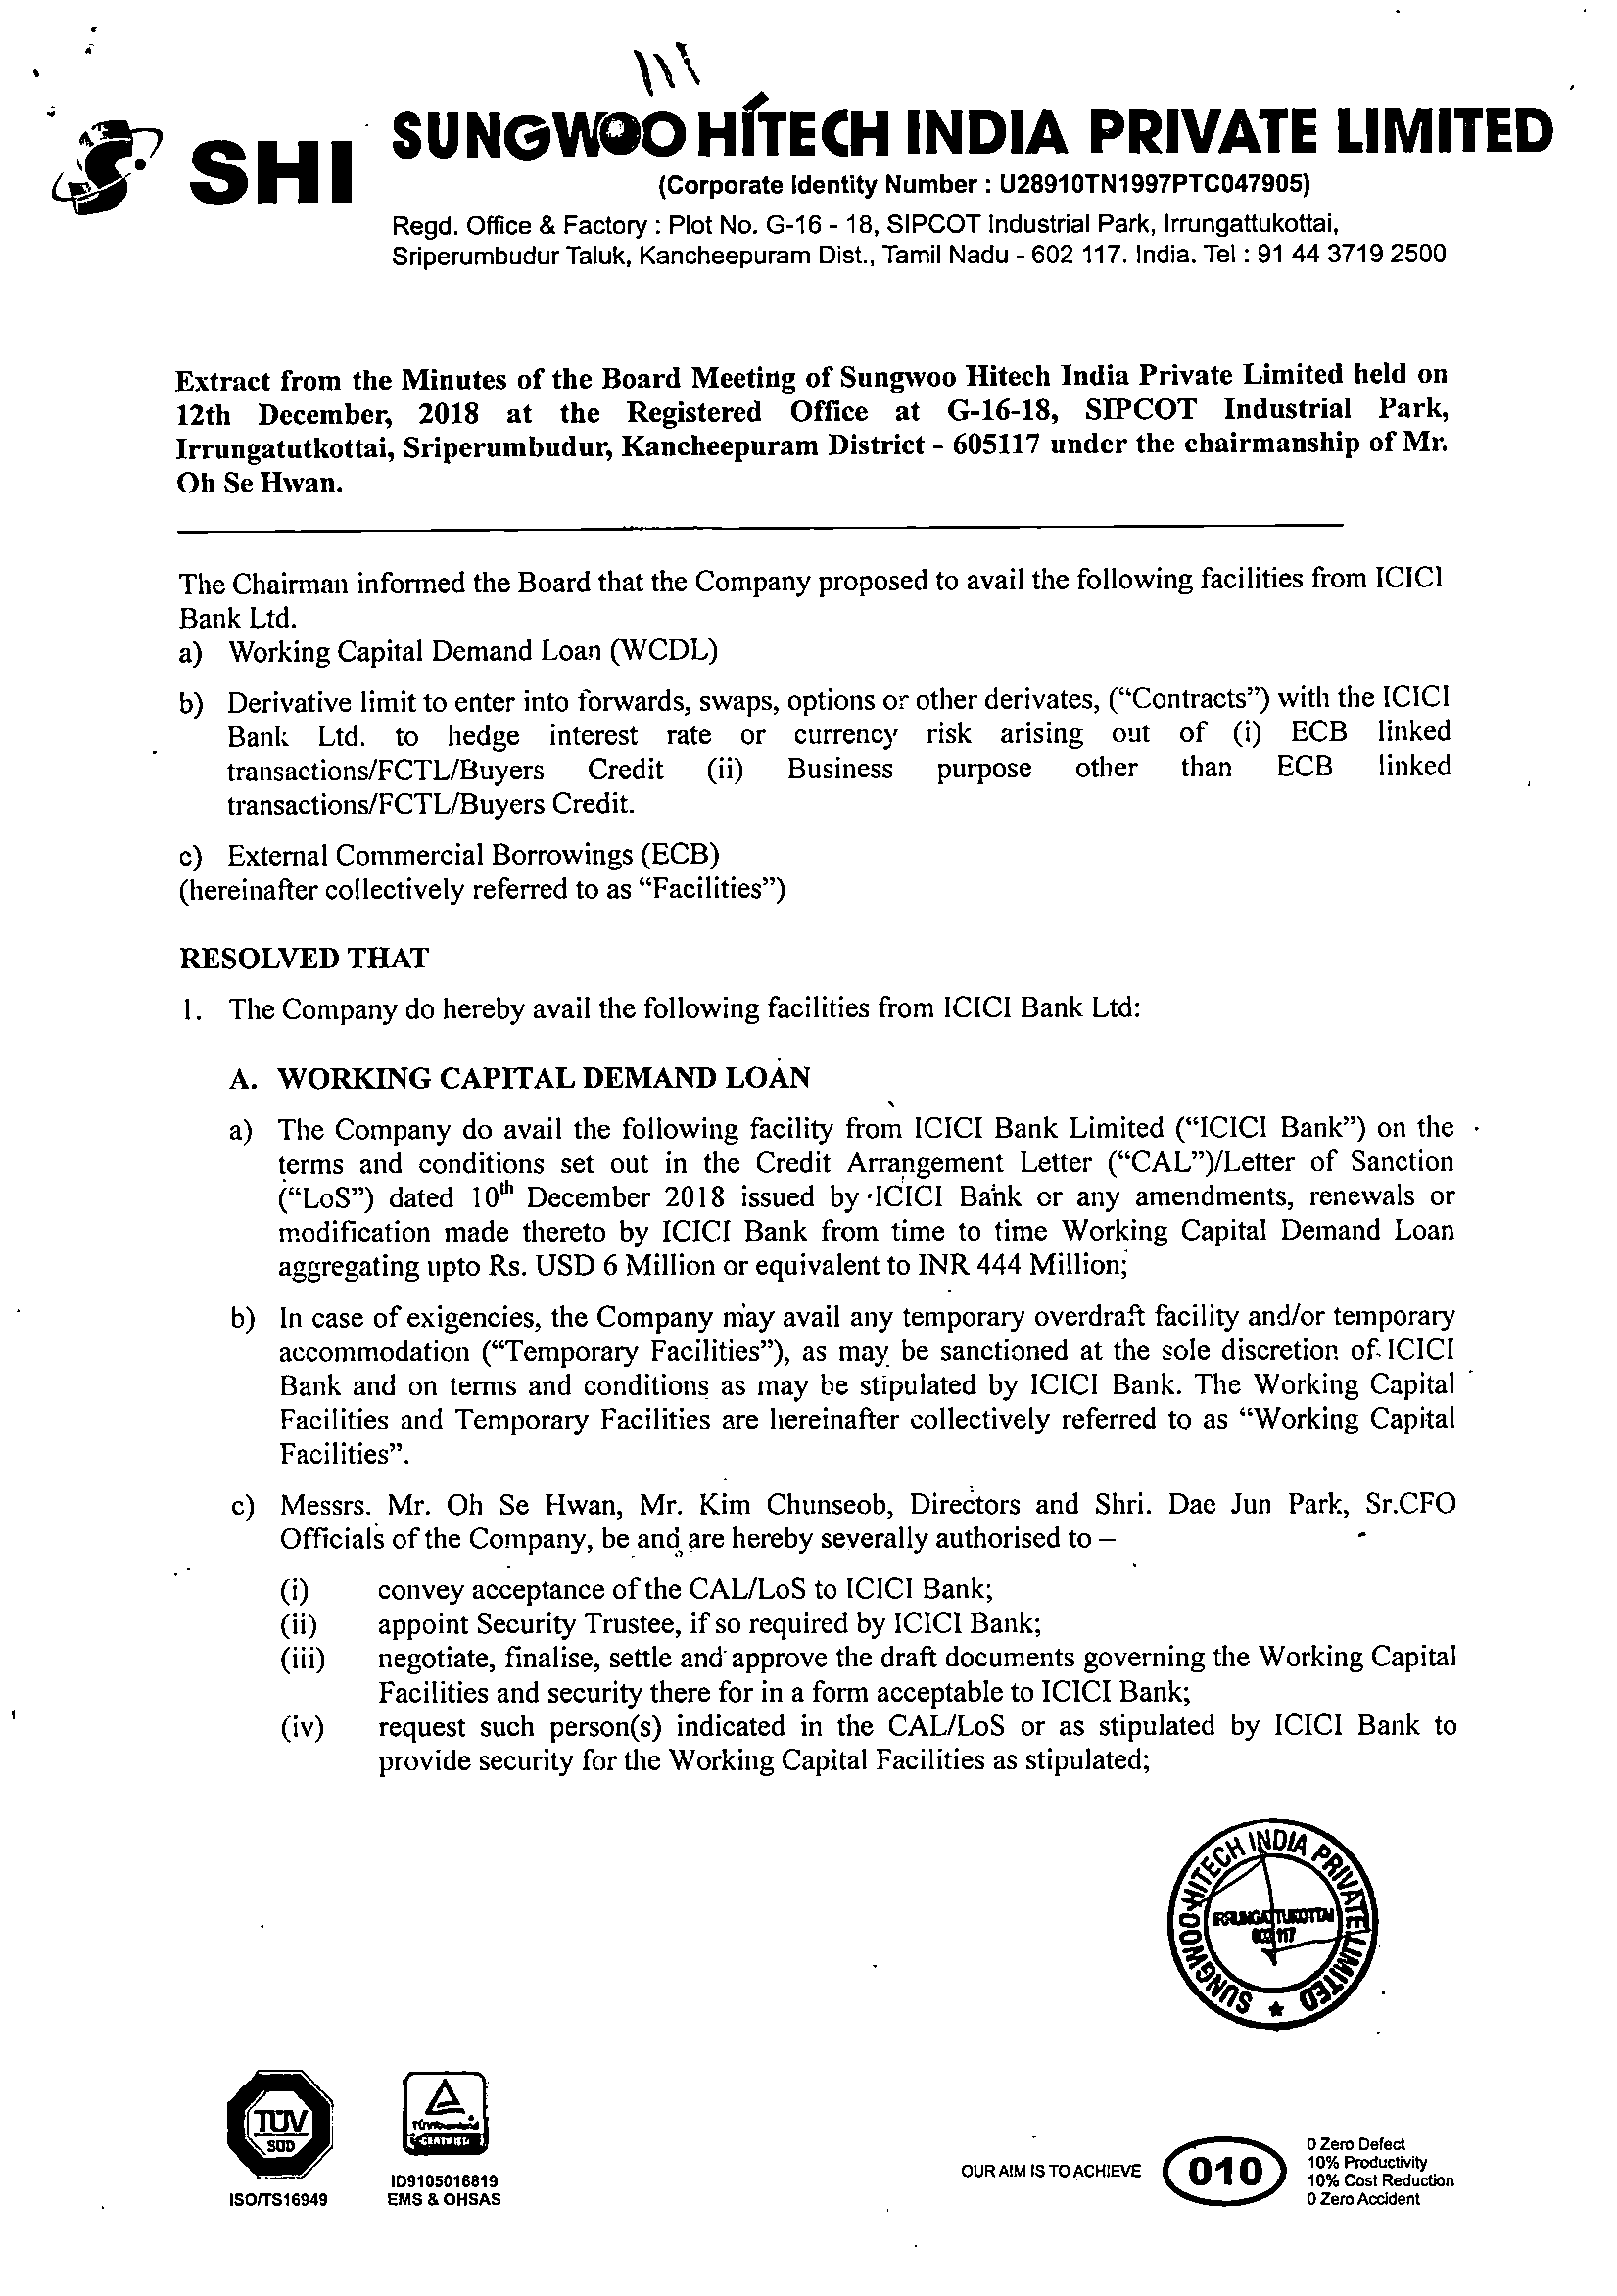 SHI
SUNGWOO HITECH INDIA PRIVATE LIMITED
(Corporate Identity Number : U28910TN1997PTC047905)
Regd. Office & Factory : Plot No. G-16 - 18, SIPCOT Industrial Park, Irrungattukottai,
Sriperumbudur Taluk, Kancheepuram Dist., Tamil Nadu - 602 117. India. Tel : 91 44 3719 2500
Extract from the Minutes of the Board Meeting of Sungwoo Hitech India Private Limited held on
12th December, 2018 at the Registered Office at G-16-18, SIPCOT Industrial Park,
Irrungatutkottai, Sriperumbudur, Kancheepuram District - 605117 under the chairmanship of Mr.
Oh Se Hwan.
The Chairman informed the Board that the Company proposed to avail the following facilities from ICICI
Bank Ltd.
a) Working Capital Demand Loan (WCDL)
b) Derivative limit to enter into forwards, swaps, options or other derivates, (“Contracts”) with the ICICI
Bank Ltd. to hedge interest rate or currency risk arising out of (i) ECB linked
transactions/FCTL/Buyers Credit (ii) Business purpose other than ECB linked
transactions/FCTL/Buyers Credit.
c) External Commercial Borrowings (ECB)
(hereinafter collectively referred to as “Facilities”)
RESOLVED THAT
1. The Company do hereby avail the following facilities from ICICI Bank Ltd:
A. WORKING CAPITAL DEMAND LOAN
a) The Company do avail the following facility from ICICI Bank Limited (“ICICI Bank”) on the
terms and conditions set out in the Credit Arrangement Letter (“CAL”)/Letter of Sanction
(“LoS”) dated 10th December 2018 issued by ICICI Bank or any amendments, renewals or
modification made thereto by ICICI Bank from time to time Working Capital Demand Loan
aggregating upto Rs. USD 6 Million or equivalent to INR 444 Million;
b) In case of exigencies, the Company may avail any temporary overdraft facility and/or temporary
accommodation (“Temporary Facilities”), as may be sanctioned at the sole discretion of ICICI
Bank and on terms and conditions as may be stipulated by ICICI Bank. The Working Capital
Facilities and Temporary Facilities are hereinafter collectively referred to as “Working Capital
Facilities”.
c) Messrs. Mr. Oh Se Hwan, Mr. Kim Chunseob, Directors and Shri. Dae Jun Park, Sr.CFO
Officials of the Company, be and are hereby severally authorised to –
(i) convey acceptance of the CAL/LoS to ICICI Bank;
(ii) appoint Security Trustee, if so required by ICICI Bank;
(iii) negotiate, finalise, settle and approve the draft documents governing the Working Capital
Facilities and security there for in a form acceptable to ICICI Bank;
(iv) request such person(s) indicated in the CAL/LoS or as stipulated by ICICI Bank to
provide security for the Working Capital Facilities as stipulated;
SUNGWOO HITECH INDIA PRIVATE LIMITED
TÜV
SÜD
ISO/TS16949
CERTIFIED
ID9105016819
EMS & OHSAS
OUR AIM IS TO ACHIEVE
010
0 Zero Defect
10% Productivity
10% Cost Reduction
0 Zero Accident